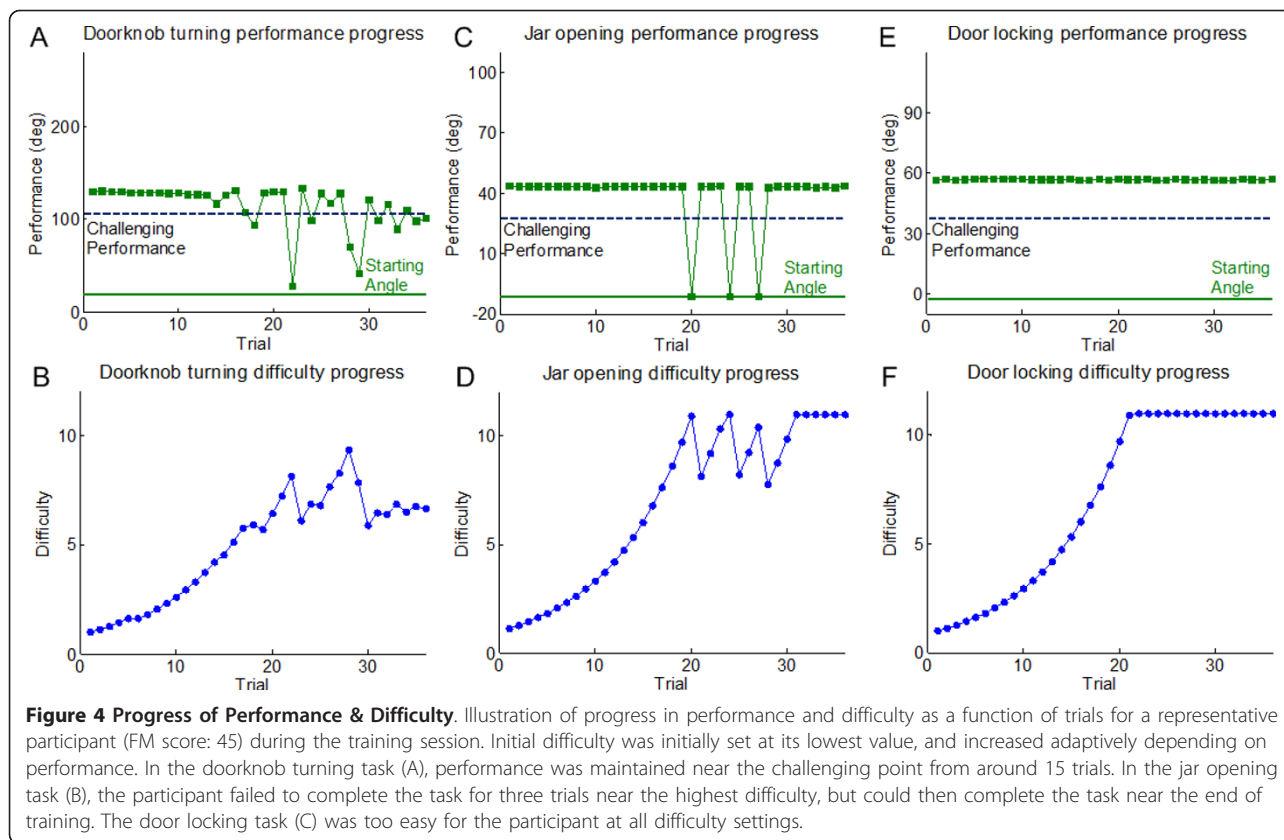 A Doorknob turning performance progress
Performance (deg)
200
100
0
Challenging
Performance
Starting
Angle
0 10 20 30
Trial
C Jar opening performance progress
Performance (deg)
100
70
40
10
-20
Challenging
Performance
Starting
Angle
0 10 20 30
Trial
E Door locking performance progress
Performance (deg)
90
60
30
0
Challenging
Performance
Starting
Angle
0 10 20 30
Trial
B Doorknob turning difficulty progress
Difficulty
10
5
0
0 10 20 30
Trial
D Jar opening difficulty progress
Difficulty
10
5
0
0 10 20 30
Trial
F Door locking difficulty progress
Difficulty
10
5
0
0 10 20 30
Trial
Figure 4 Progress of Performance & Difficulty. Illustration of progress in performance and difficulty as a function of trials for a representative
participant (FM score: 45) during the training session. Initial difficulty was initially set at its lowest value, and increased adaptively depending on
performance. In the doorknob turning task (A), performance was maintained near the challenging point from around 15 trials. In the jar opening
task (B), the participant failed to complete the task for three trials near the highest difficulty, but could then complete the task near the end of
training. The door locking task (C) was too easy for the participant at all difficulty settings.